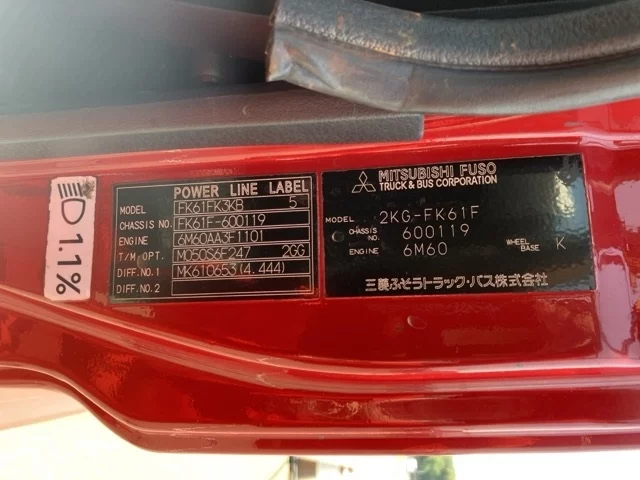 1.1%
POWER LINE LABEL
MODEL FK61FK3KB 5
CHASSIS NO. FK61F-600119
ENGINE 6M60AA3F1101
T/M・OPT. M050S6F247 2GG
DIFF.NO.1 MK610653(4.444)
DIFF.NO.2
MITSUBISHI FUSO
TRUCK & BUS CORPORATION
MODEL 2KG-FK61F
CHASSIS NO. 600119
ENGINE 6M60 WHEEL BASE K
三菱ふそうトラック・バス株式会社